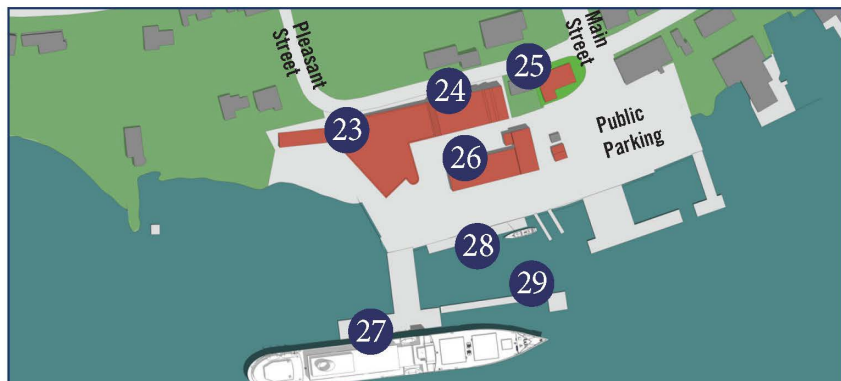 Pleasant
Street
Main
Street
25
24
23
Public
Parking
26
28
29
27